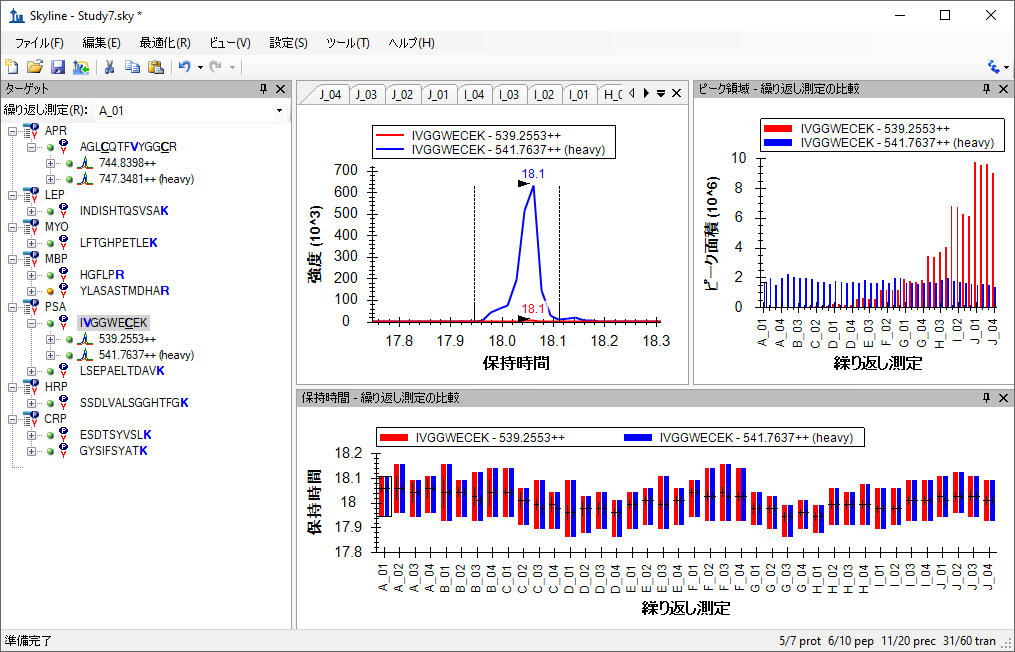 Skyline - Study7.sky *
ファイル(F) 編集(E) 最適化(R) ビュー(V) 設定(S) ツール(T) ヘルプ(H)
ターゲット
繰り返し測定(R): A_01
APR
AGLCQTFVYGGCR
744.8398++
747.3481++ (heavy)
LEP
INDISHTQSVSAK
MYO
LFTGHPETLEK
MBP
HGFLPR
YLASASTMDHAR
PSA
IVGGWECEK
539.2553++
541.7637++ (heavy)
LSEPAELTDAVK
HRP
SSDLVALSGGHTFGK
CRP
ESDTSYVSLK
GYSIFSYATK
J_04 J_03 J_02 J_01 I_04 I_03 I_02 I_01 H_0
IVGGWECEK - 539.2553++
IVGGWECEK - 541.7637++ (heavy)
700
600
500
400
300
200
100
0
強度 (10^3)
18.1
18.1
17.8 17.9 18.0 18.1 18.2 18.3
保持時間
ピーク領域 - 繰り返し測定の比較
IVGGWECEK - 539.2553++
IVGGWECEK - 541.7637++ (heavy)
10
8
6
4
2
0
ピーク面積 (10^6)
A_01 A_04 B_03 C_02 D_01 D_04 E_03 F_02 G_01 G_04 H_03 I_02 J_01 J_04
繰り返し測定
保持時間 - 繰り返し測定の比較
IVGGWECEK - 539.2553++ IVGGWECEK - 541.7637++ (heavy)
18.2
18.1
18
17.9
17.8
保持時間
A_01 A_02 A_03 A_04 B_01 B_02 B_03 B_04 C_01 C_02 C_03 C_04 D_01 D_02 D_03 D_04 E_01 E_02 E_03 E_04 F_01 F_02 F_03 F_04 G_01 G_02 G_03 G_04 H_01 H_02 H_03 H_04 I_01 I_02 I_03 I_04 J_01 J_02 J_03 J_04
繰り返し測定
準備完了
5/7 prot 6/10 pep 11/20 prec 31/60 tran